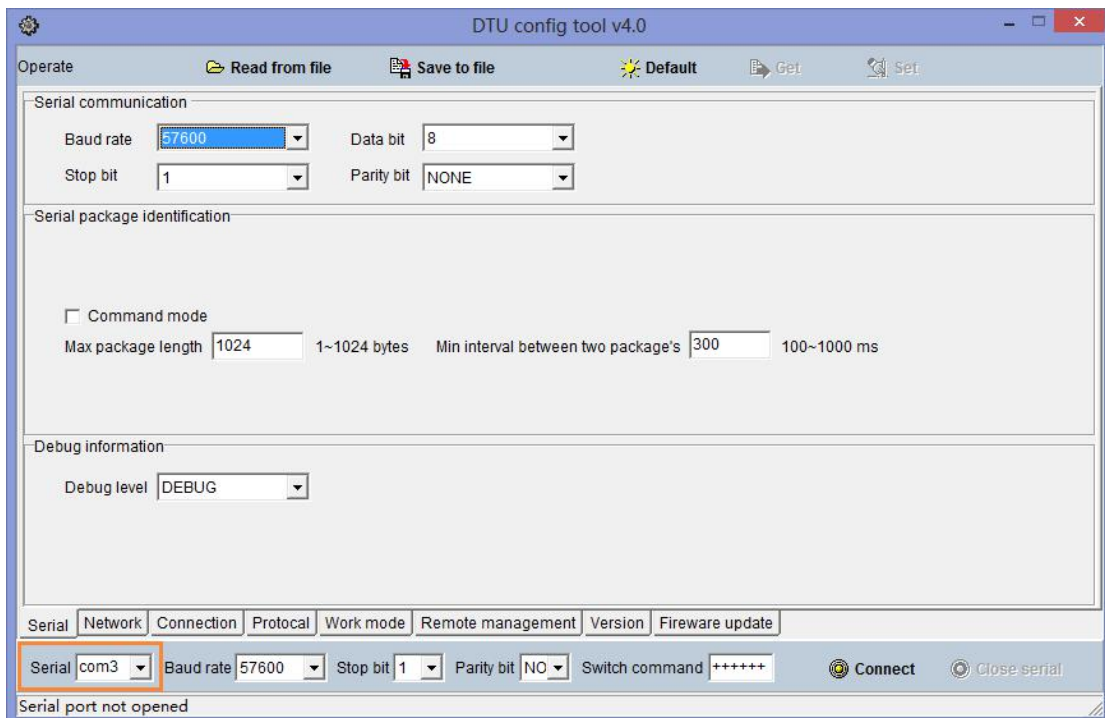 DTU config tool v4.0
Operate Read from file Save to file Default Get Set
Serial communication
Baud rate 57600 Data bit 8
Stop bit 1 Parity bit NONE
Serial package identification
Command mode
Max package length 1024 1~1024 bytes Min interval between two package's 300 100~1000 ms
Debug information
Debug level DEBUG
Serial Network Connection Protocal Work mode Remote management Version Fireware update
Serial com3 Baud rate 57600 Stop bit 1 Parity bit NO Switch command ++++++ Connect Close serial
Serial port not opened